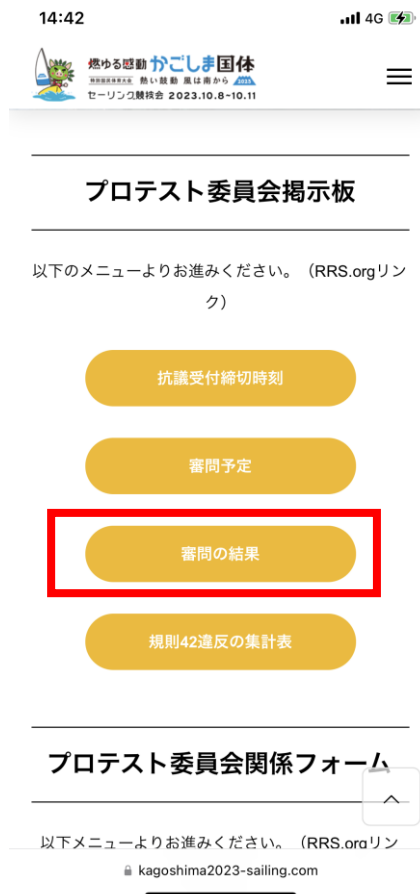 14:42
4G
燃ゆる感動 かごしま国体
特別国民体育大会 熱い鼓動 風は南から 2023
セーリング競技会 2023.10.8~10.11
プロテスト委員会掲示板
以下のメニューよりお進みください。（RRS.orgリン
ク）
抗議受付締切時刻
審問予定
審問の結果
規則42違反の集計表
プロテスト委員会関係フォーム
以下メニューよりお進みください。（RRS.orgリン
kagoshima2023-sailing.com